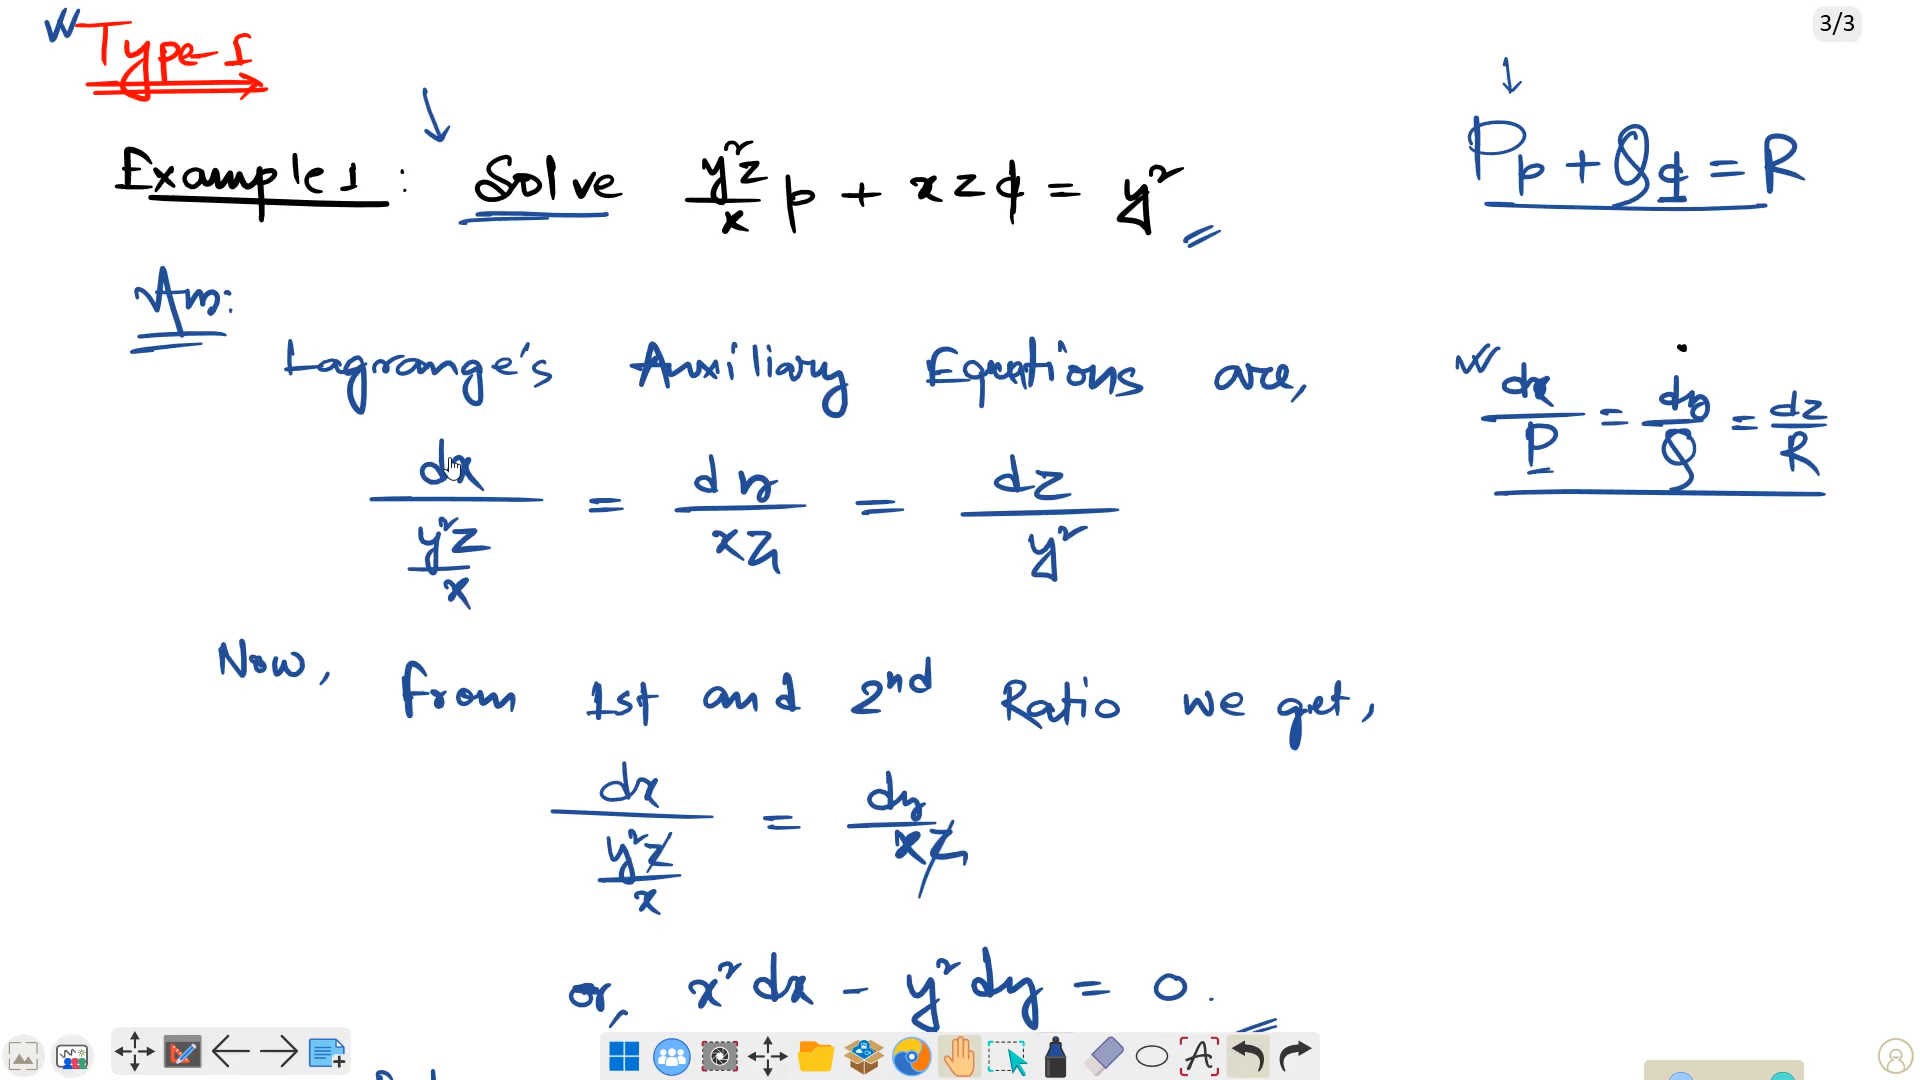 Type-I
3/3
Example 1 : Solve y²z/x p + xzq = y²
Pp + Qq = R
Ans:
Lagrange's Auxiliary Equations are,
dx/P = dy/Q = dz/R
dx/(y²z/x) = dy/xz = dz/y²
Now, From 1st and 2nd Ratio we get,
dx/(y²z/x) = dy/xz
or, x²dx - y²dy = 0.